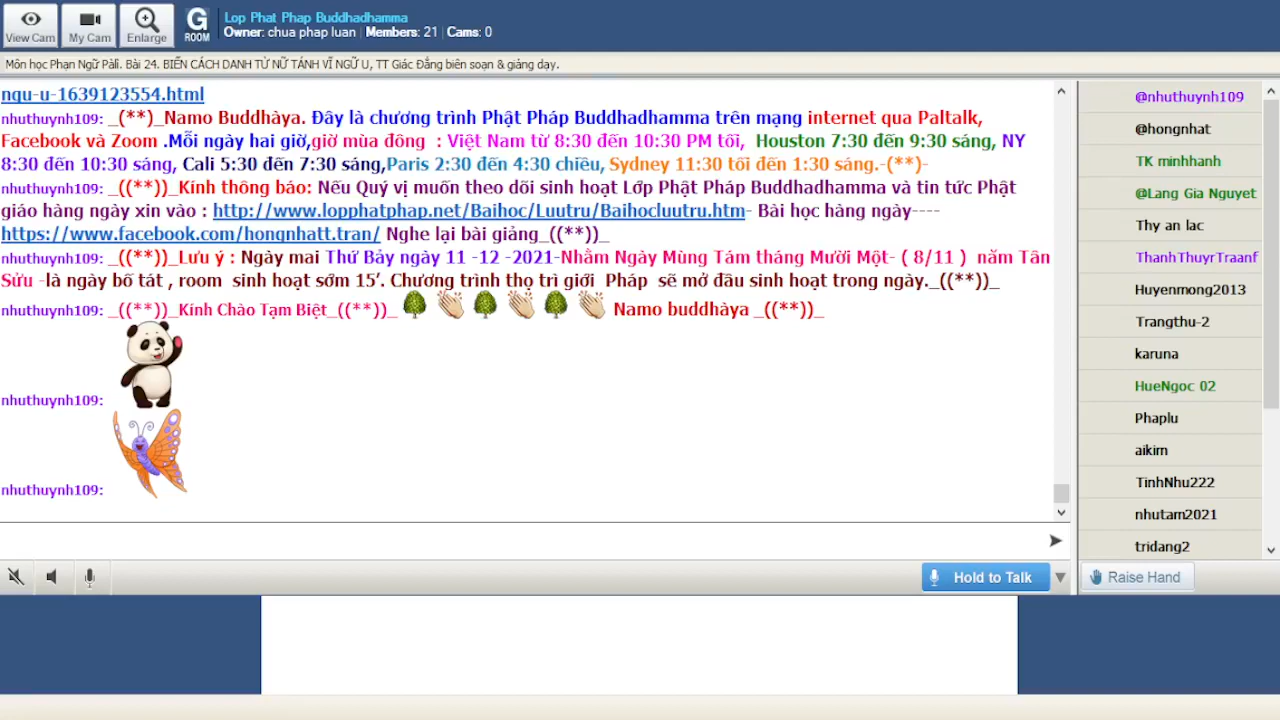 View Cam
My Cam
Enlarge
G
ROOM
Lop Phat Phap Buddhadhamma
Owner: chua phap luan | Members: 21 | Cams: 0
Môn học Phạn Ngữ Pāli. Bài 24. BIẾN CÁCH DANH TỪ NỮ TÁNH VĨ NGỮ U, TT Giác Đẳng biên soạn & giảng dạy.
ngu-u-1639123554.html
nhuthuynh109: _(**)_Namo Buddhàya. Đây là chương trình Phật Pháp Buddhadhamma trên mạng internet qua Paltalk,
Facebook và Zoom .Mỗi ngày hai giờ,giờ mùa đông : Việt Nam từ 8:30 đến 10:30 PM tối, Houston 7:30 đến 9:30 sáng, NY
8:30 đến 10:30 sáng, Cali 5:30 đến 7:30 sáng,Paris 2:30 đến 4:30 chiều, Sydney 11:30 tối đến 1:30 sáng.-(**)-
nhuthuynh109: _((**))_Kính thông báo: Nếu Quý vị muốn theo dõi sinh hoạt Lớp Phật Pháp Buddhadhamma và tin tức Phật
giáo hàng ngày xin vào : http://www.lopphatphap.net/Baihoc/Luutru/Baihocluutru.htm- Bài học hàng ngày----
https://www.facebook.com/hongnhatt.tran/ Nghe lại bài giảng_((**))_
nhuthuynh109: _((**))_Lưu ý : Ngày mai Thứ Bảy ngày 11 -12 -2021-Nhằm Ngày Mùng Tám tháng Mười Một- ( 8/11 ) năm Tân
Sửu -là ngày bố tát , room sinh hoạt sớm 15’. Chương trình thọ trì giới Pháp sẽ mở đầu sinh hoạt trong ngày._((**))_
nhuthuynh109: _((**))_Kính Chào Tạm Biệt_((**))_ Namo buddhàya _((**))_
nhuthuynh109:
nhuthuynh109:
@nhuthuynh109
@hongnhat
TK minhhanh
@Lang Gia Nguyet
Thy an lac
ThanhThuyrTraanf
Huyenmong2013
Trangthu-2
karuna
HueNgoc 02
Phaplu
aikim
TinhNhu222
nhutam2021
tridang2
Hold to Talk
Raise Hand